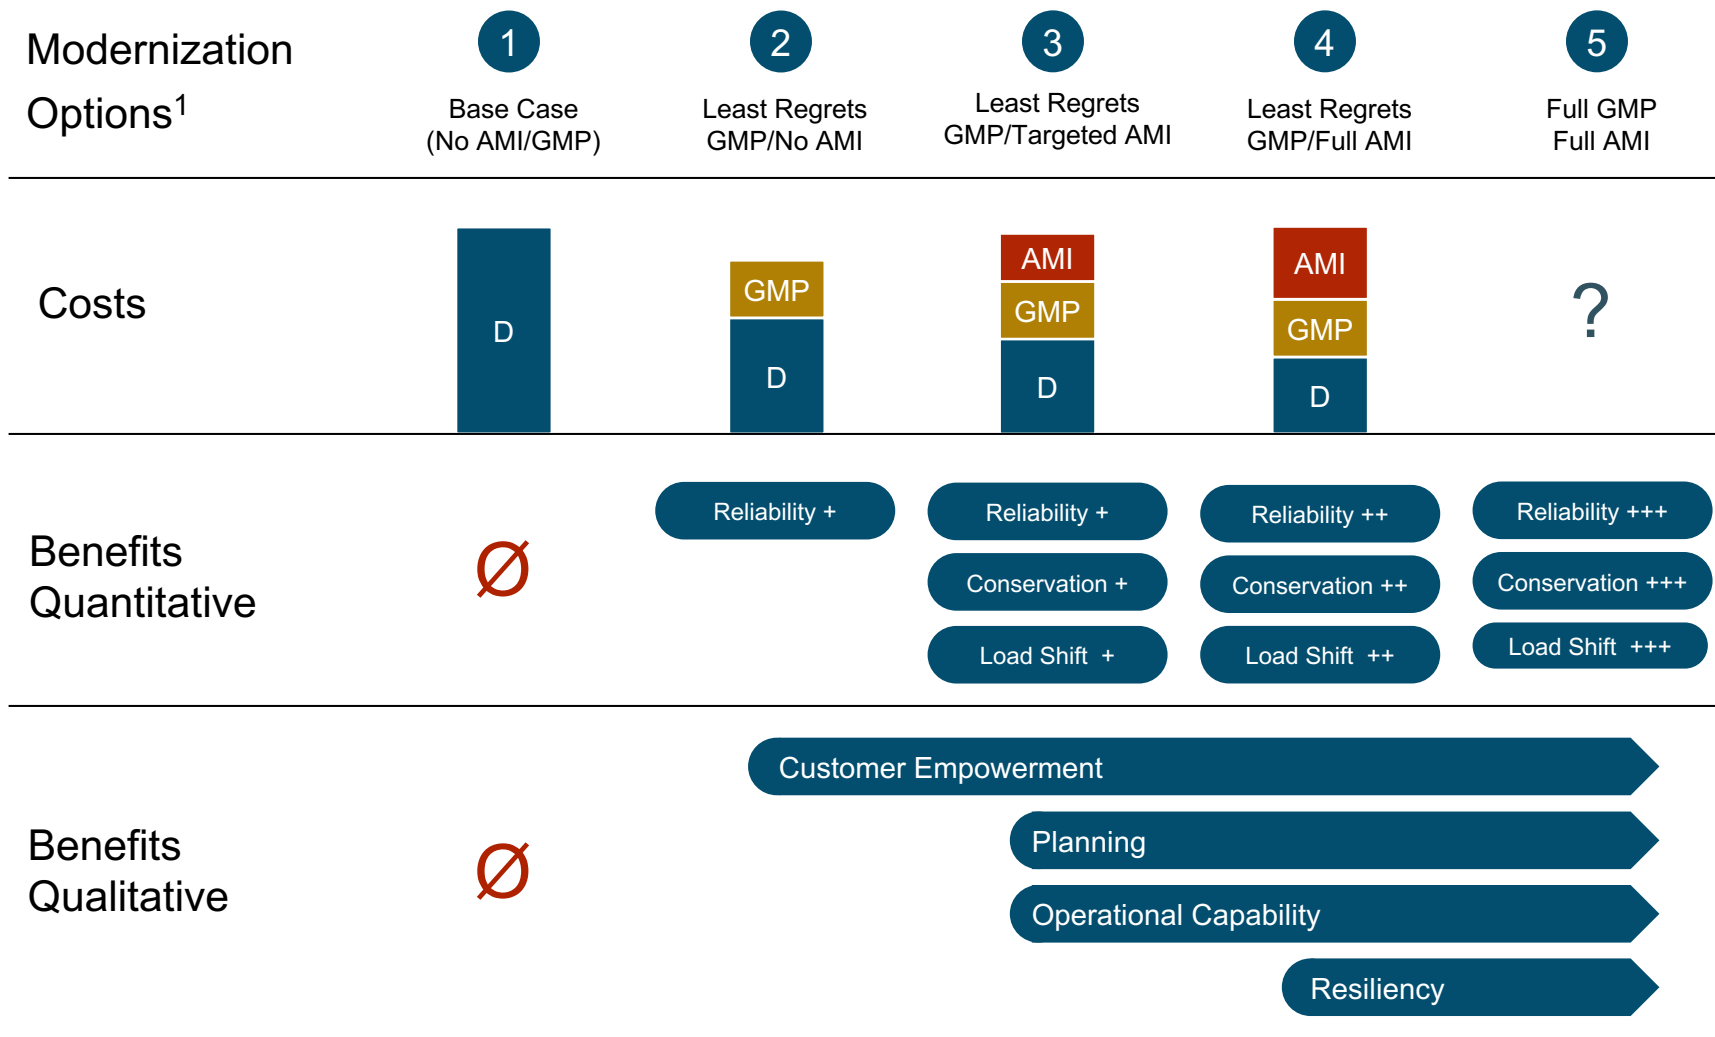 Modernization
Options¹
1
Base Case
(No AMI/GMP)
2
Least Regrets
GMP/No AMI
3
Least Regrets
GMP/Targeted AMI
4
Least Regrets
GMP/Full AMI
5
Full GMP
Full AMI
Costs
D
GMP
D
AMI
GMP
D
AMI
GMP
D
?
Benefits
Quantitative
Ø
Reliability +
Reliability +
Conservation +
Load Shift +
Reliability ++
Conservation ++
Load Shift ++
Reliability +++
Conservation +++
Load Shift +++
Benefits
Qualitative
Ø
Customer Empowerment
Planning
Operational Capability
Resiliency